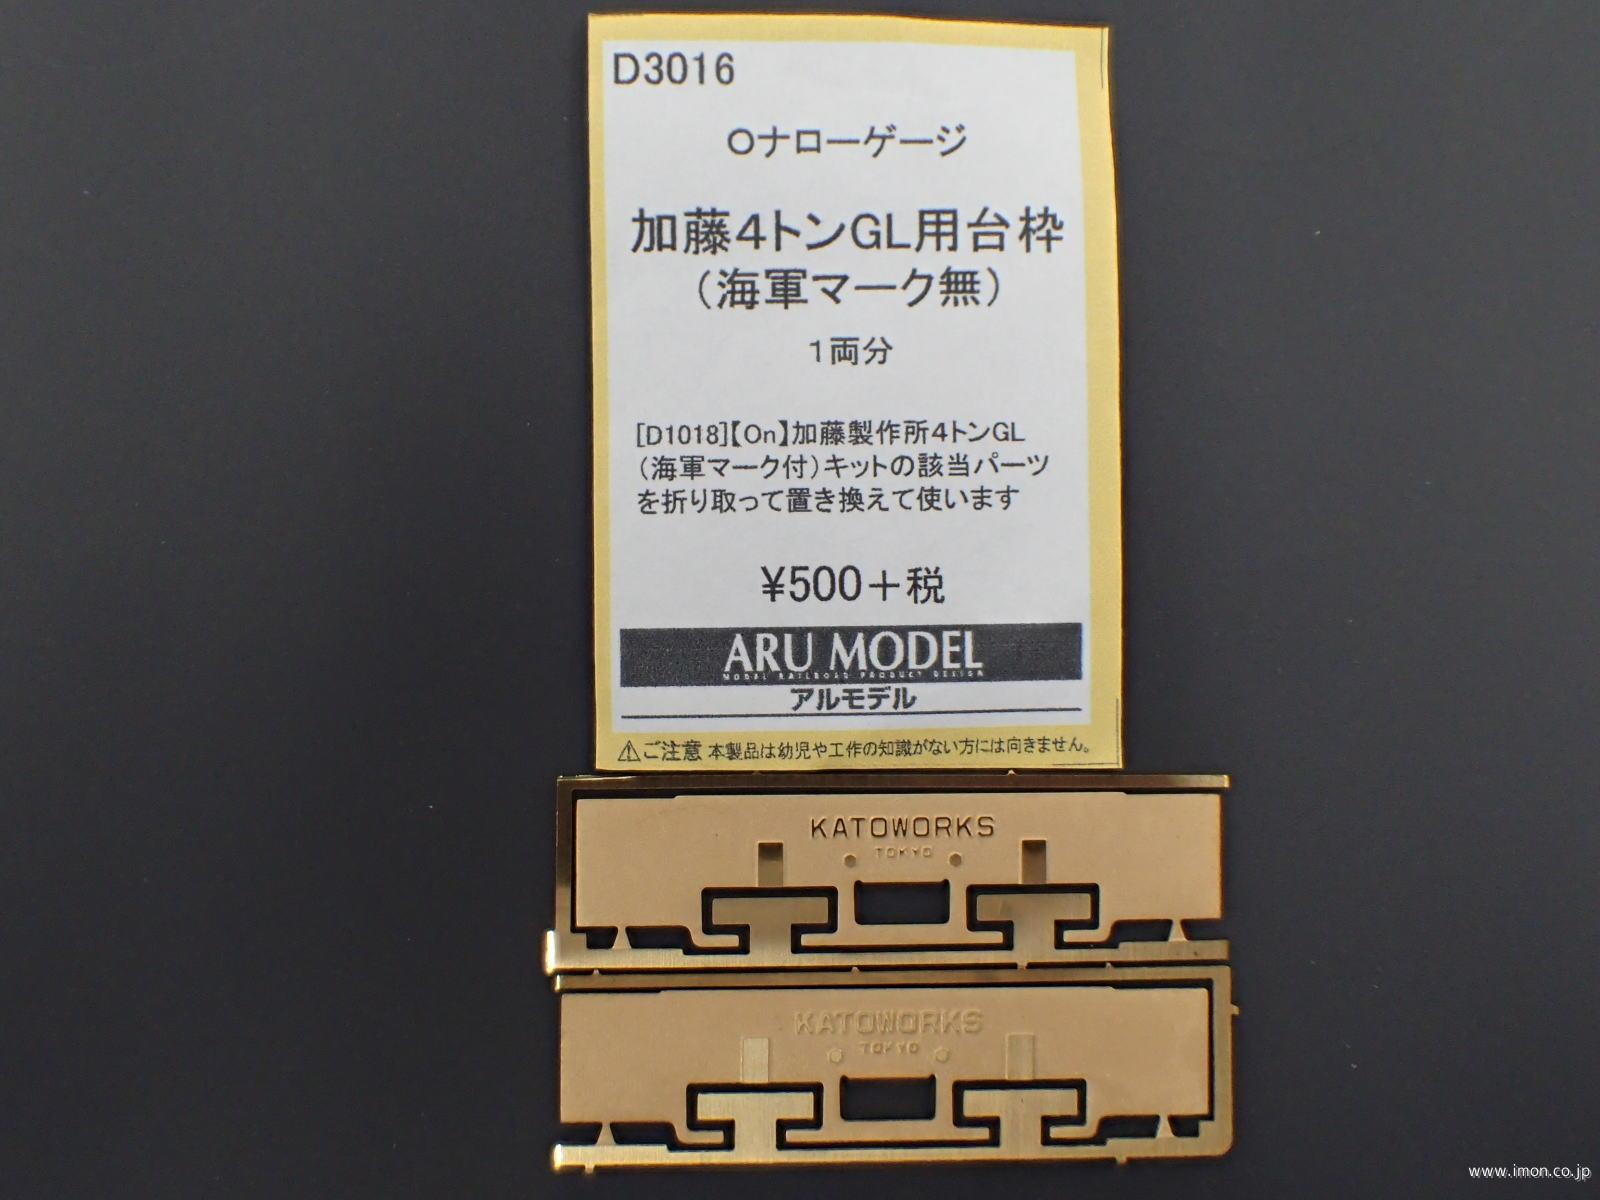 D3016
Oナローゲージ
加藤4トンGL用台枠
（海軍マーク無）
1両分
[D1018]【On】加藤製作所4トンGL
（海軍マーク付）キットの該当パーツ
を折り取って置き換えて使います
¥500＋税
ARU MODEL
MODEL RAILROAD PRODUCT DESIGN
アルモデル
⚠ご注意 本製品は幼児や工作の知識がない方には向きません。
KATOWORKS
TOKYO
KATOWORKS
TOKYO
www.imon.co.jp